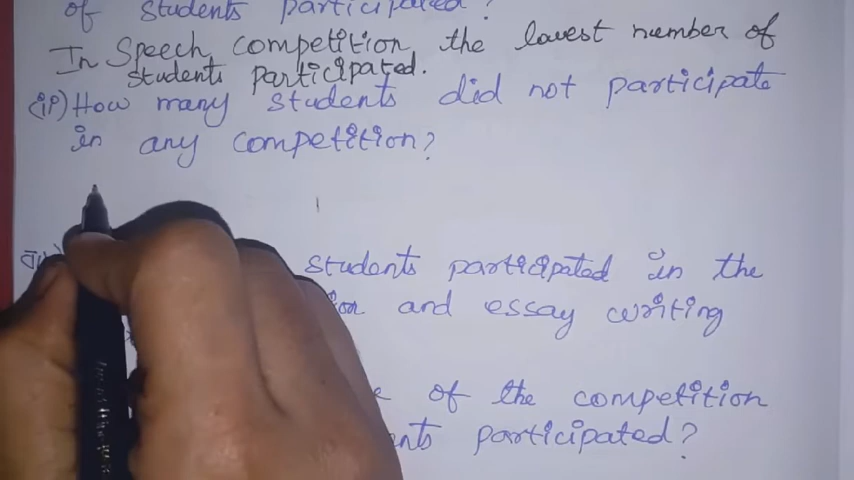 of students participated?
In Speech competition, the lowest number of
students participated.
How many students did not participate
in any competition?
students participated in the
and essay writing
of the competition
participated?